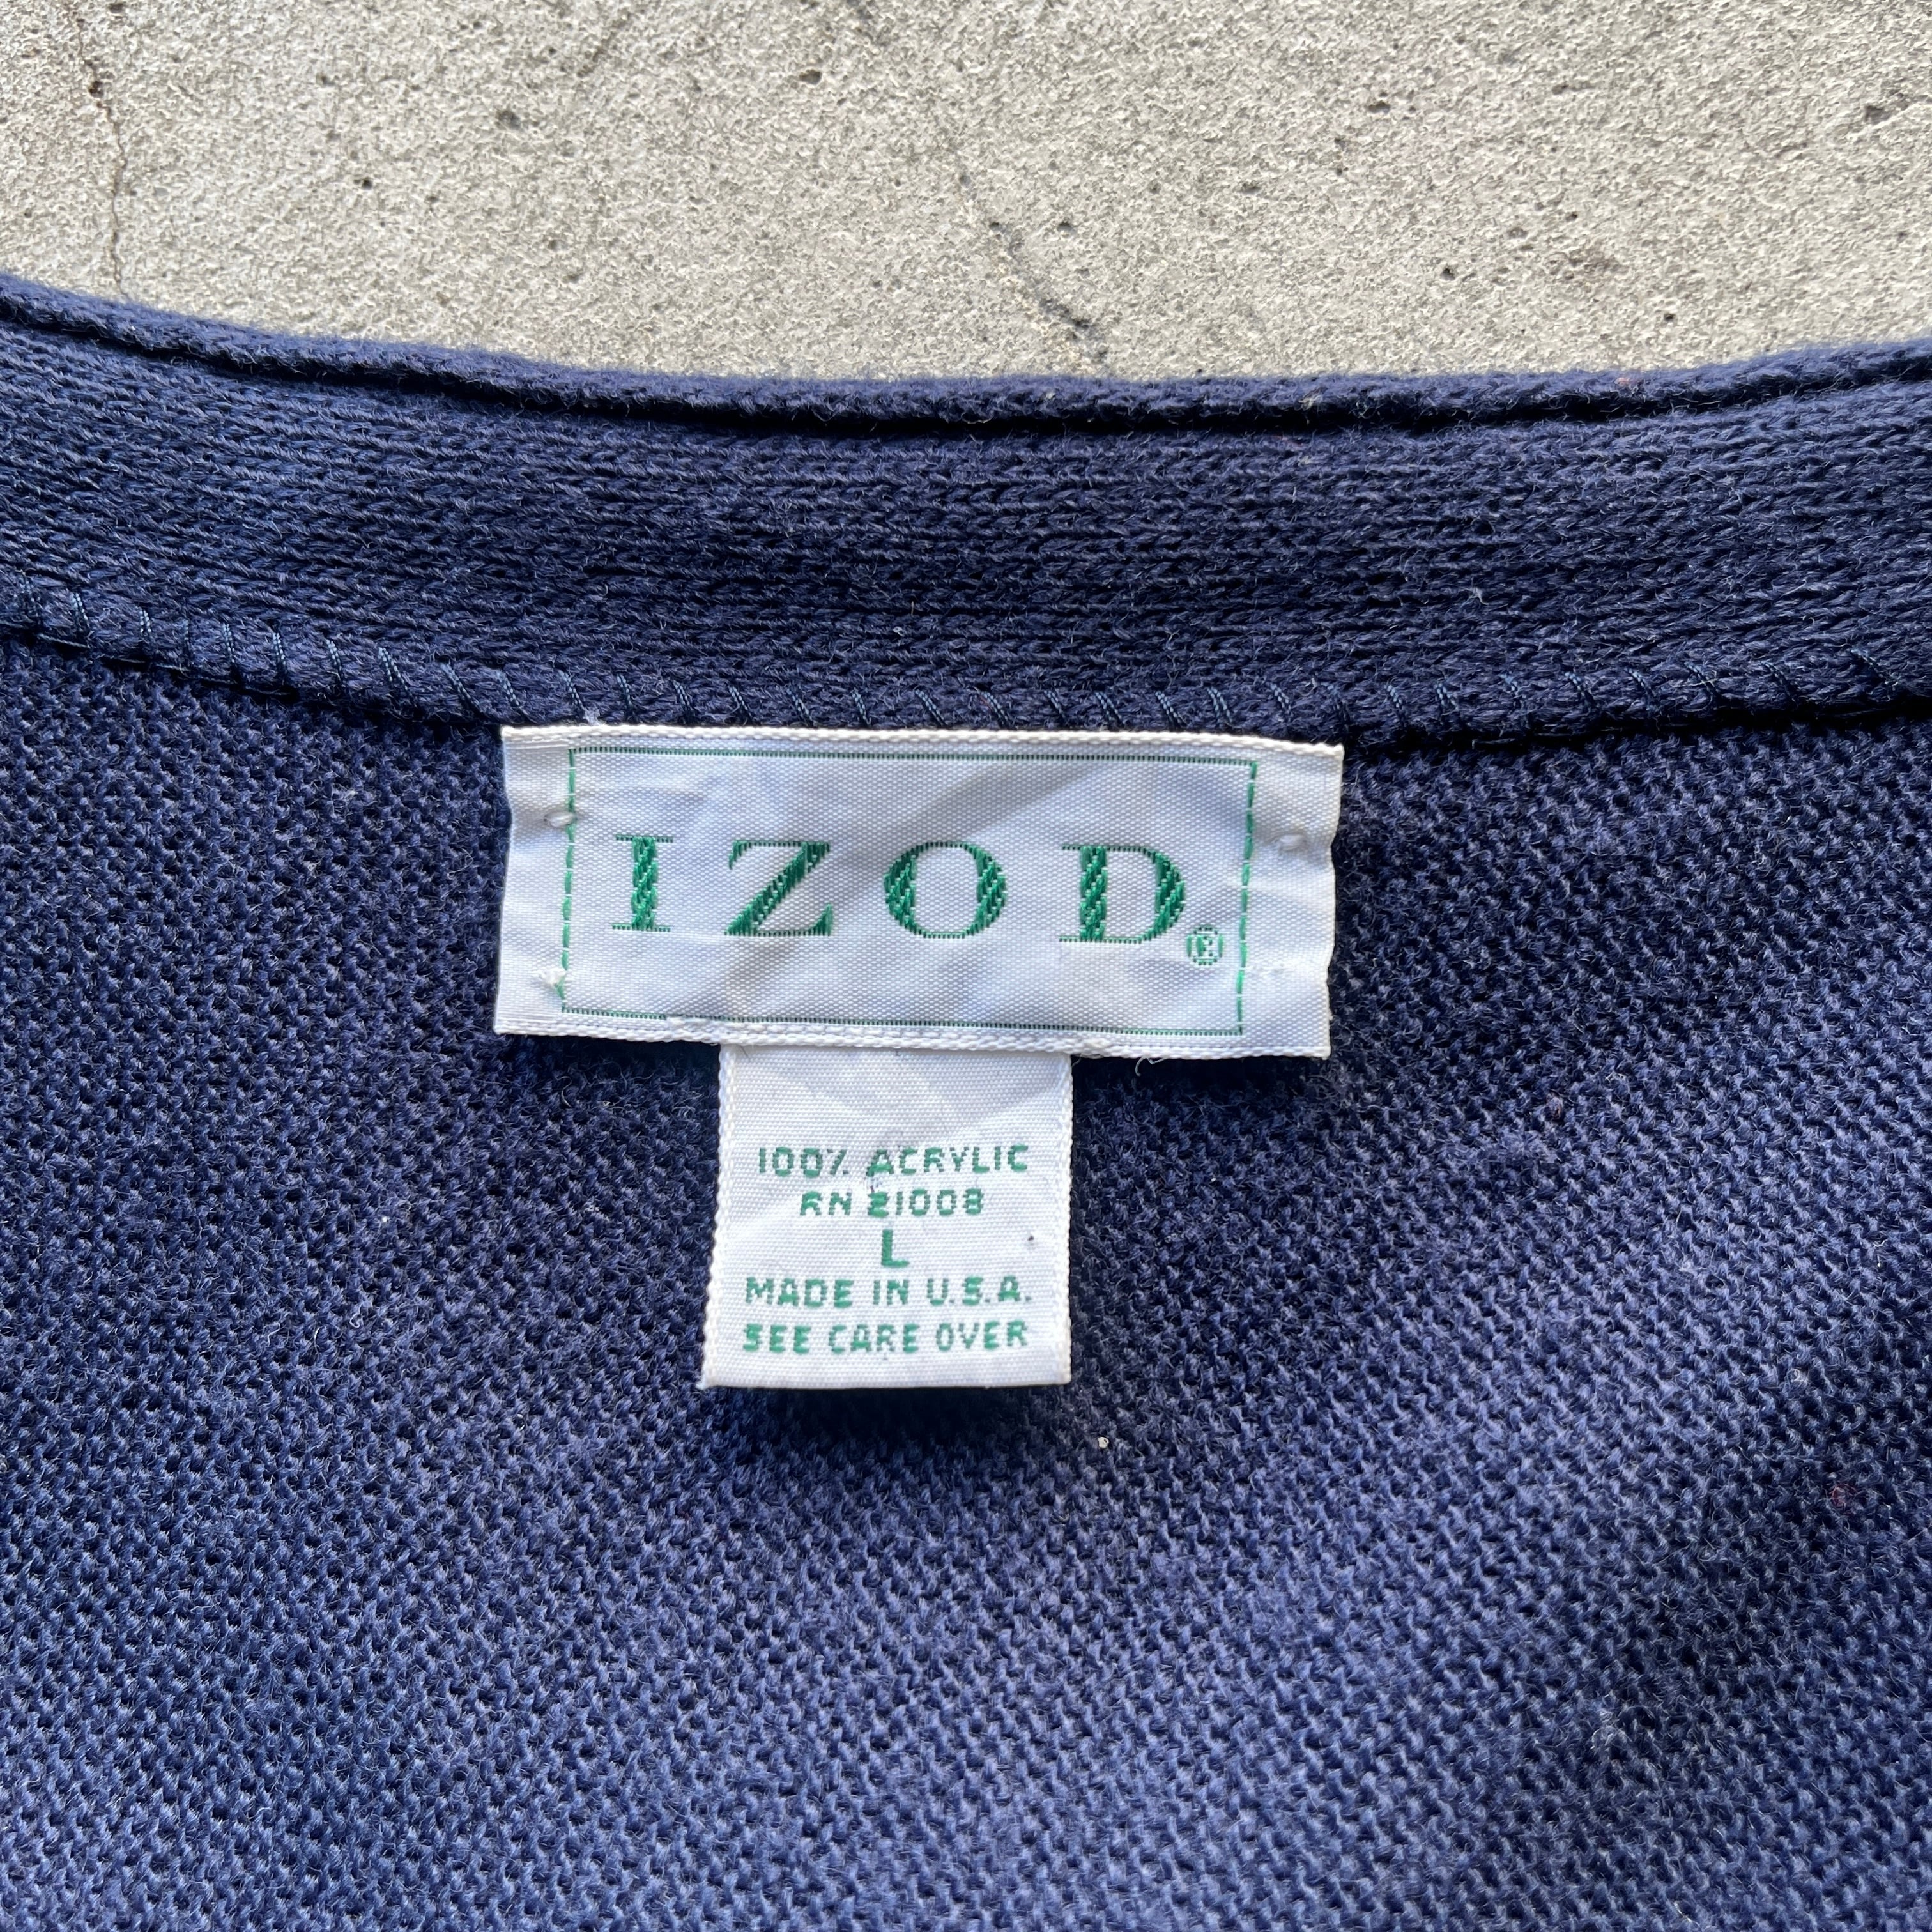 IZOD®
100% ACRYLIC
RN 21008
L
MADE IN U.S.A.
SEE CARE OVER